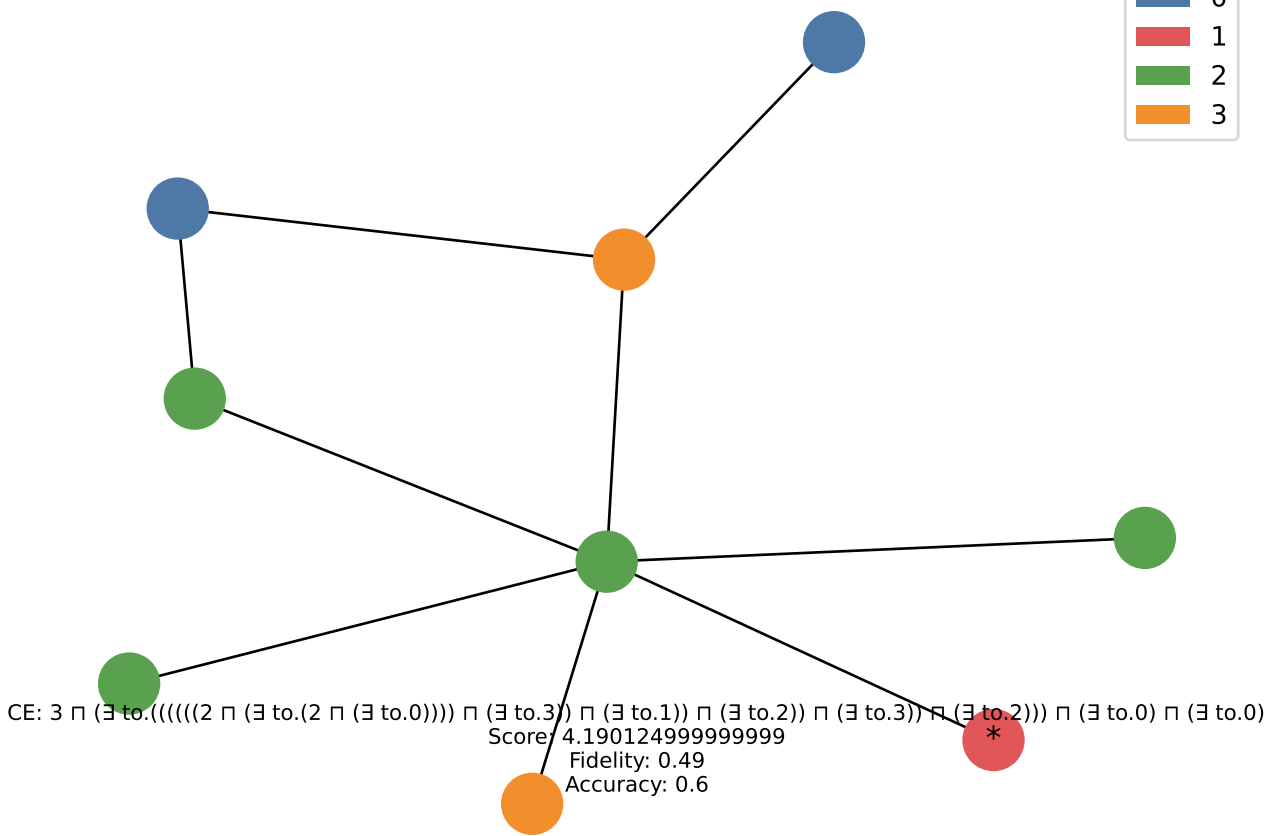 0
1
2
3
CE: 3 ⊓ (∃ to.((((((2 ⊓ (∃ to.(2 ⊓ (∃ to.0)))) ⊓ (∃ to.3)) ⊓ (∃ to.1)) ⊓ (∃ to.2)) ⊓ (∃ to.3)) ⊓ (∃ to.2))) ⊓ (∃ to.0) ⊓ (∃ to.0)
Score: 4.190124999999999
*
Fidelity: 0.49
Accuracy: 0.6